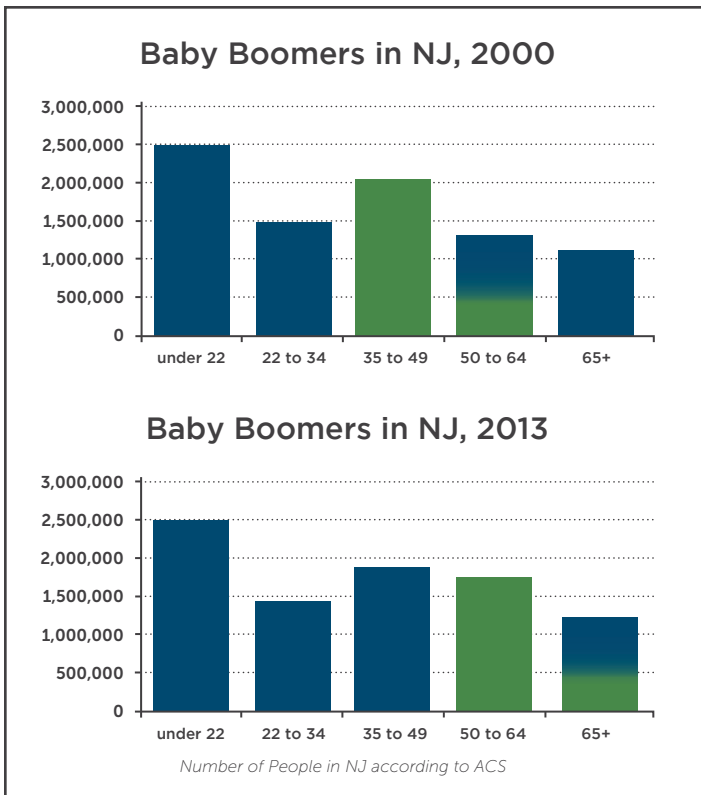 Baby Boomers in NJ, 2000
3,000,000
2,500,000
2,000,000
1,500,000
1,000,000
500,000
0
under 22 22 to 34 35 to 49 50 to 64 65+
Baby Boomers in NJ, 2013
3,000,000
2,500,000
2,000,000
1,500,000
1,000,000
500,000
0
under 22 22 to 34 35 to 49 50 to 64 65+
Number of People in NJ according to ACS